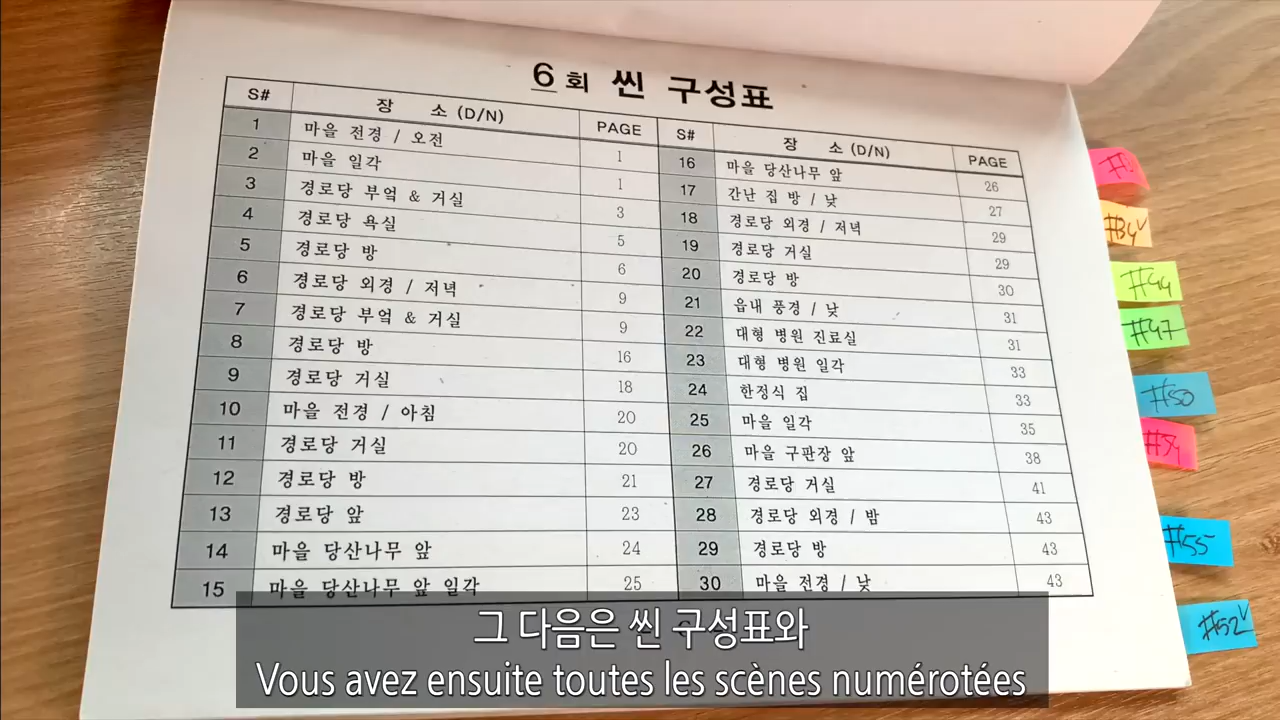 6회 씬 구성표
S# 장 소 (D/N) PAGE
1 마을 전경 / 오전 1
2 마을 일각 1
3 경로당 부엌 & 거실 3
4 경로당 욕실 5
5 경로당 방 6
6 경로당 외경 / 저녁 9
7 경로당 부엌 & 거실 9
8 경로당 방 16
9 경로당 거실 18
10 마을 전경 / 아침 20
11 경로당 거실 20
12 경로당 방 21
13 경로당 앞 23
14 마을 당산나무 앞 24
15 마을 당산나무 앞 일각 25
S# 장 소 (D/N) PAGE
16 마을 당산나무 앞 26
17 간난 집 방 / 낮 27
18 경로당 외경 / 저녁 29
19 경로당 거실 29
20 경로당 방 30
21 읍내 풍경 / 낮 31
22 대형 병원 진료실 31
23 대형 병원 일각 33
24 한정식 집 33
25 마을 일각 35
26 마을 구판장 앞 38
27 경로당 거실 41
28 경로당 외경 / 밤 43
29 경로당 방 43
30 마을 전경 / 낮 43
#44
#47
#50
#55
#52
그 다음은 씬 구성표와
Vous avez ensuite toutes les scènes numérotées